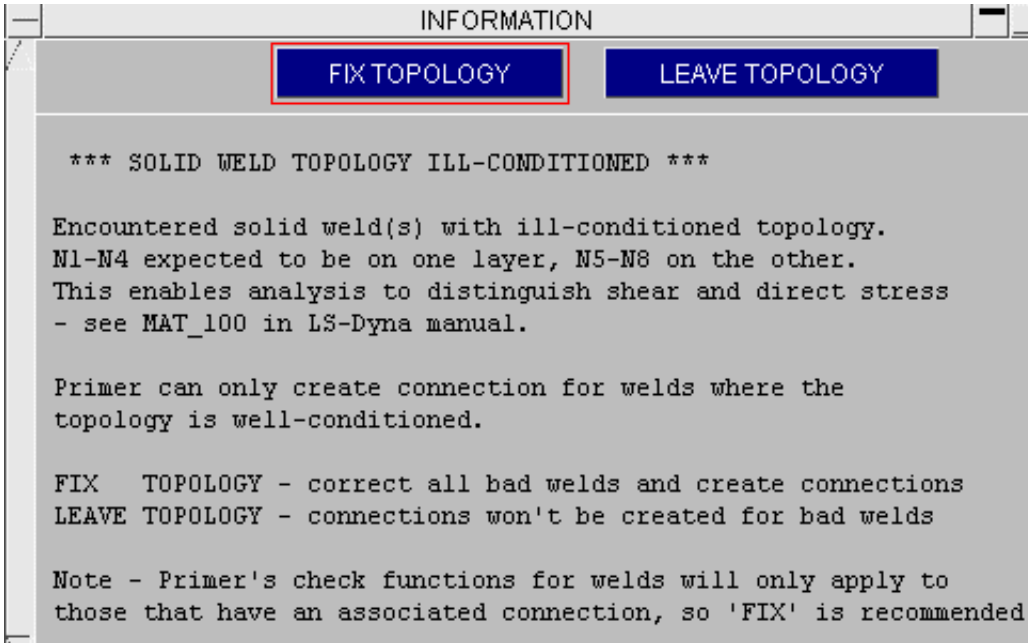 INFORMATION
FIX TOPOLOGY LEAVE TOPOLOGY
*** SOLID WELD TOPOLOGY ILL-CONDITIONED ***
Encountered solid weld(s) with ill-conditioned topology.
N1-N4 expected to be on one layer, N5-N8 on the other.
This enables analysis to distinguish shear and direct stress
- see MAT_100 in LS-Dyna manual.
Primer can only create connection for welds where the
topology is well-conditioned.
FIX   TOPOLOGY - correct all bad welds and create connections
LEAVE TOPOLOGY - connections won't be created for bad welds
Note - Primer's check functions for welds will only apply to
those that have an associated connection, so 'FIX' is recommended